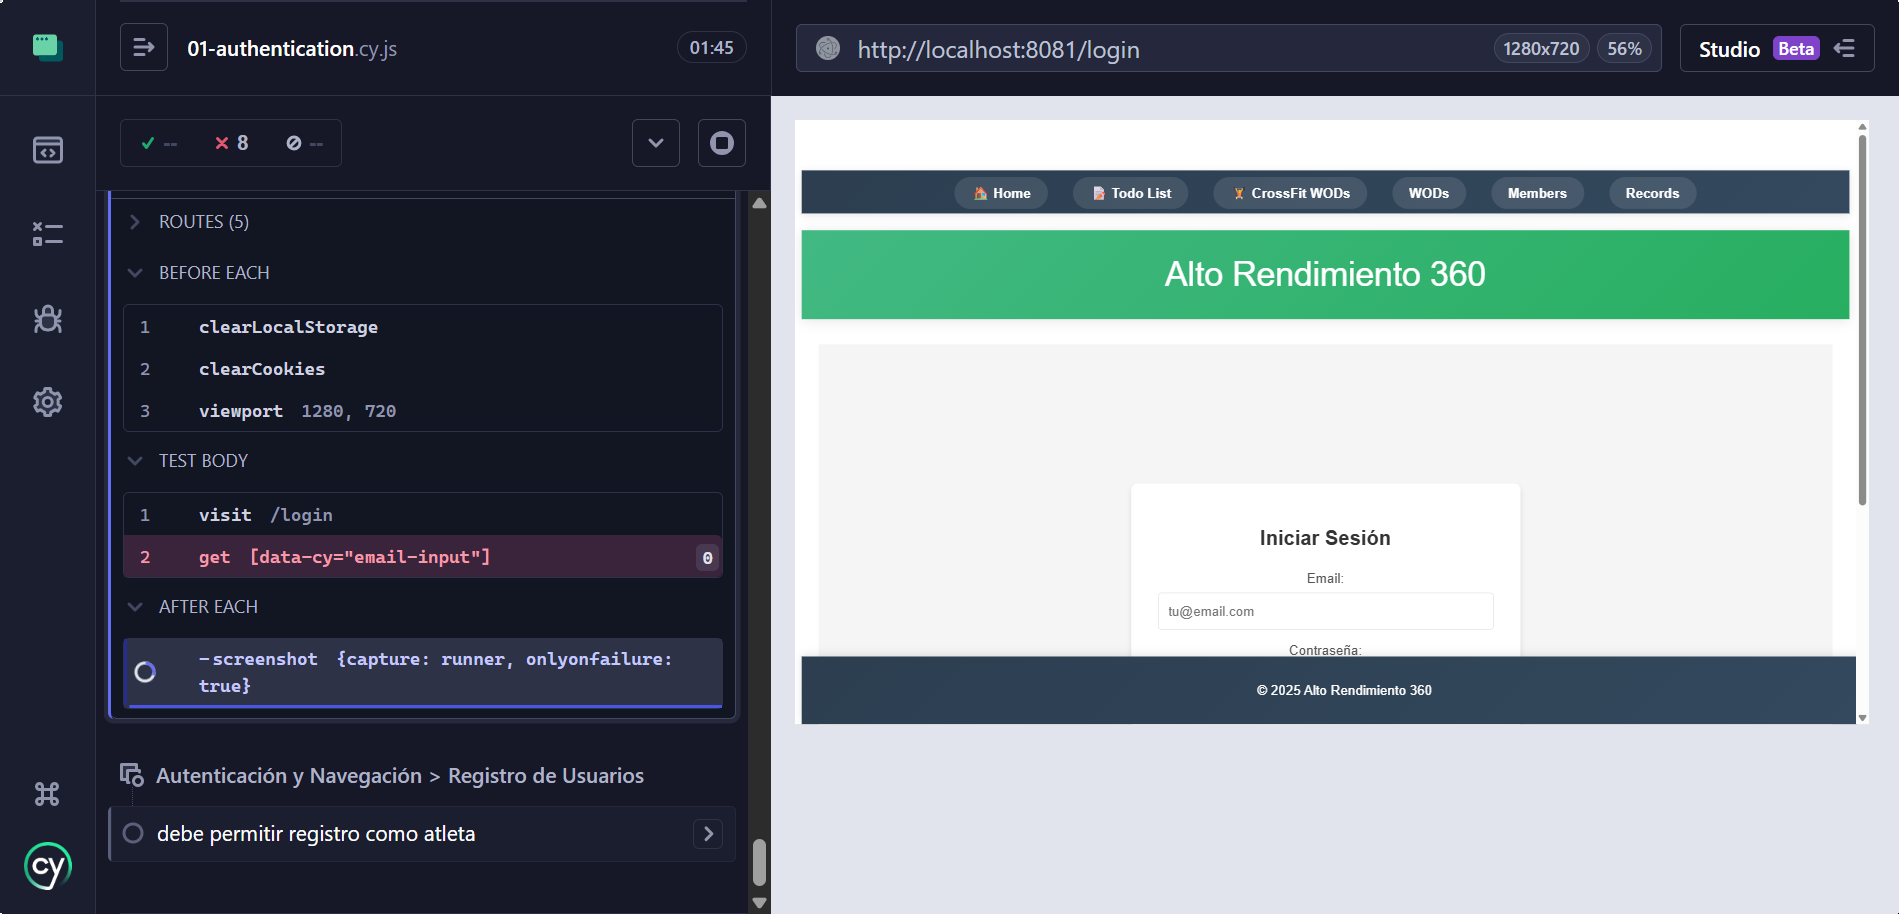 01-authentication.cy.js
01:45
--
8
--
ROUTES (5)
BEFORE EACH
1 clearLocalStorage
2 clearCookies
3 viewport 1280, 720
TEST BODY
1 visit /login
2 get [data-cy="email-input"] 0
AFTER EACH
-screenshot {capture: runner, onlyonfailure:
true}
Autenticación y Navegación > Registro de Usuarios
debe permitir registro como atleta
cy
http://localhost:8081/login
1280x720
56%
Studio Beta
Home
Todo List
CrossFit WODs
WODs
Members
Records
Alto Rendimiento 360
Iniciar Sesión
Email:
tu@email.com
Contraseña:
© 2025 Alto Rendimiento 360